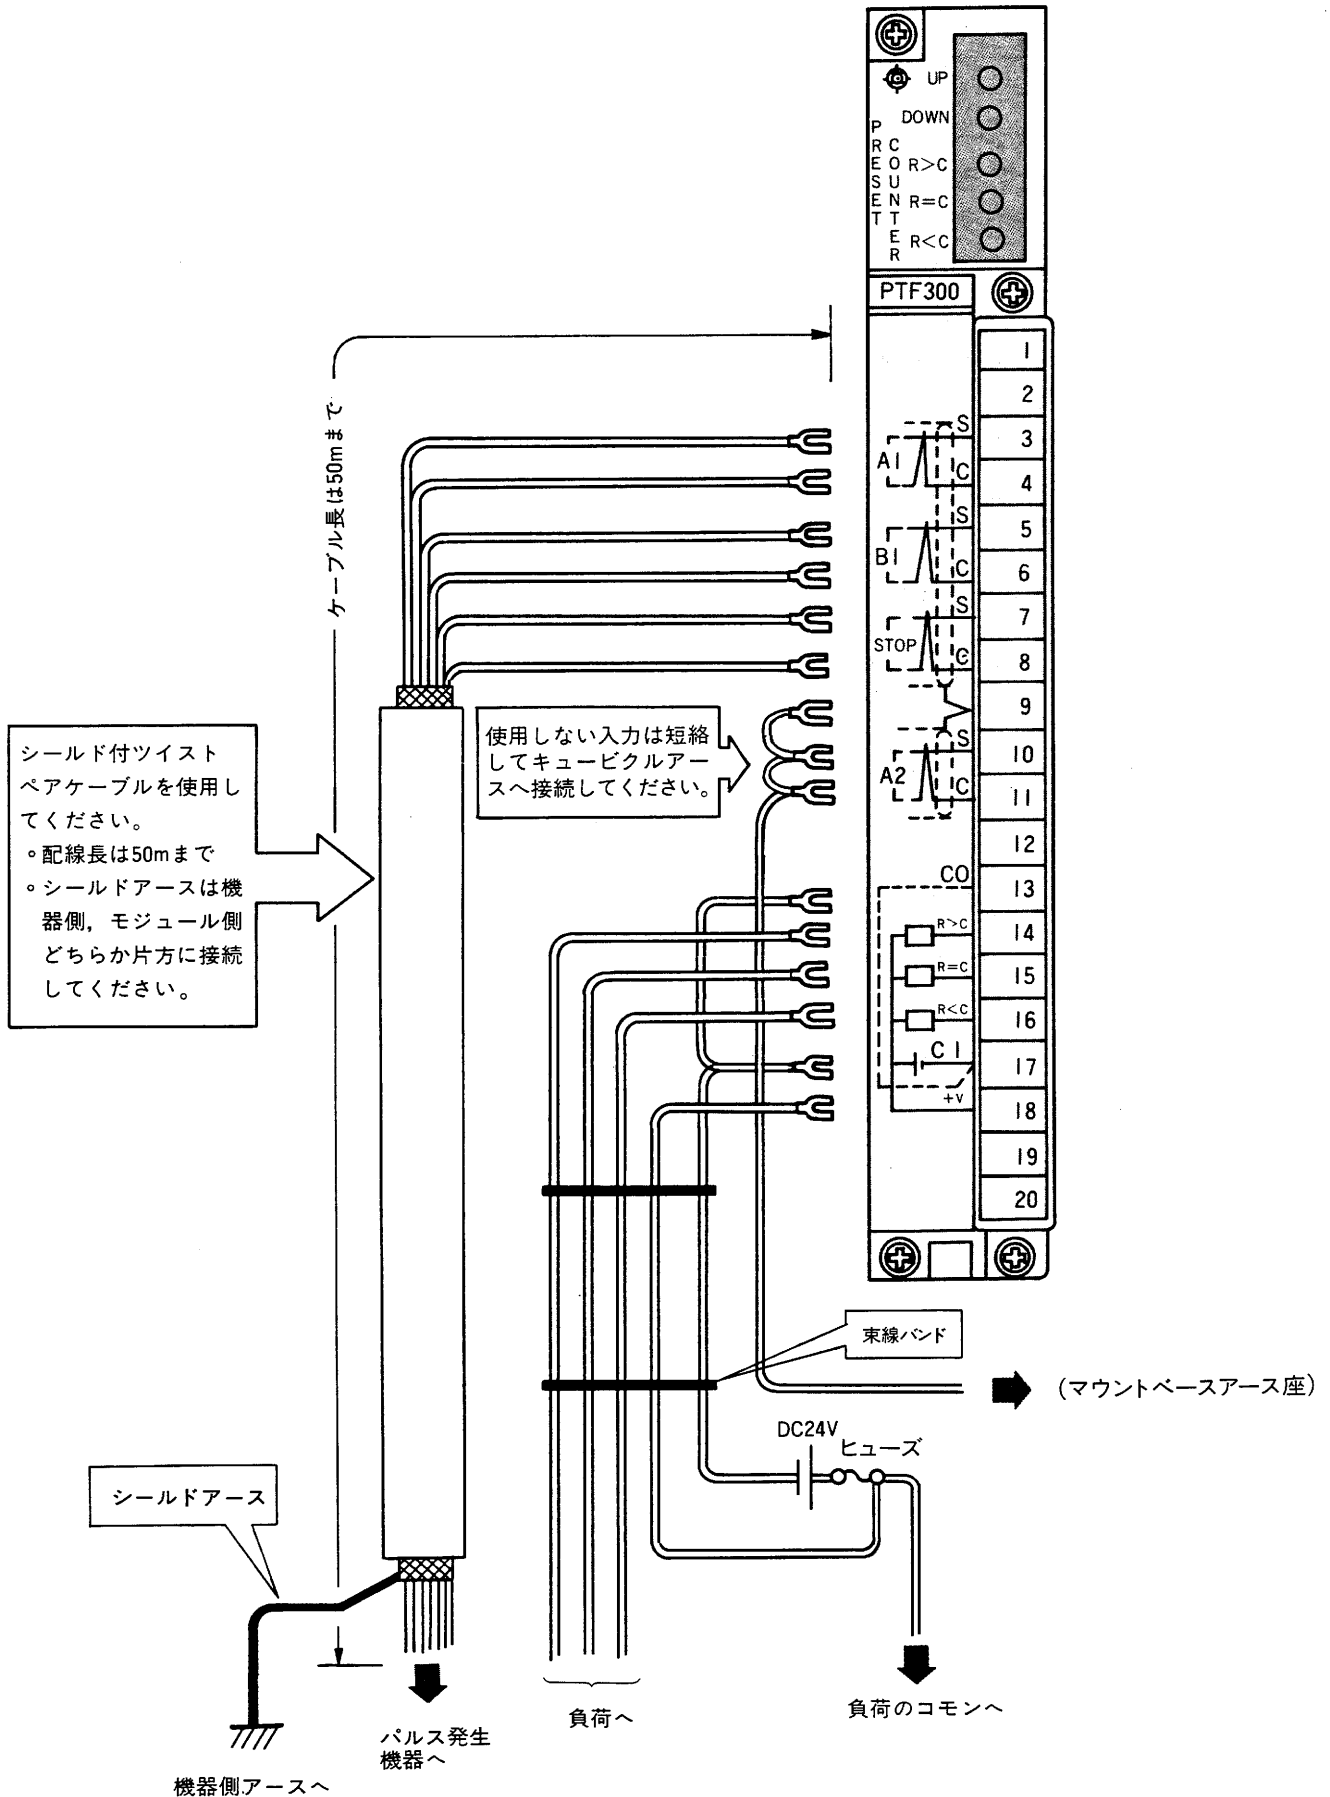 UP
DOWN
R>C
R=C
R<C
PRESET
COUNTER
PTF300
1
2
3
4
5
6
7
8
9
10
11
12
13
14
15
16
17
18
19
20
A1
S
C
B1
S
C
STOP
S
C
A2
S
C
CO
R>C
R=C
R<C
C1
+V
ケーブル長は50mまで
シールド付ツイスト
ペアケーブルを使用し
てください。
○配線長は50mまで
○シールドアースは機
器側，モジュール側
どちらか片方に接続
してください。
使用しない入力は短絡
してキュービクルアー
スへ接続してください。
束線バンド
(マウントベースアース座)
DC24V
ヒューズ
シールドアース
負荷へ
負荷のコモンへ
パルス発生
機器へ
機器側アースへ